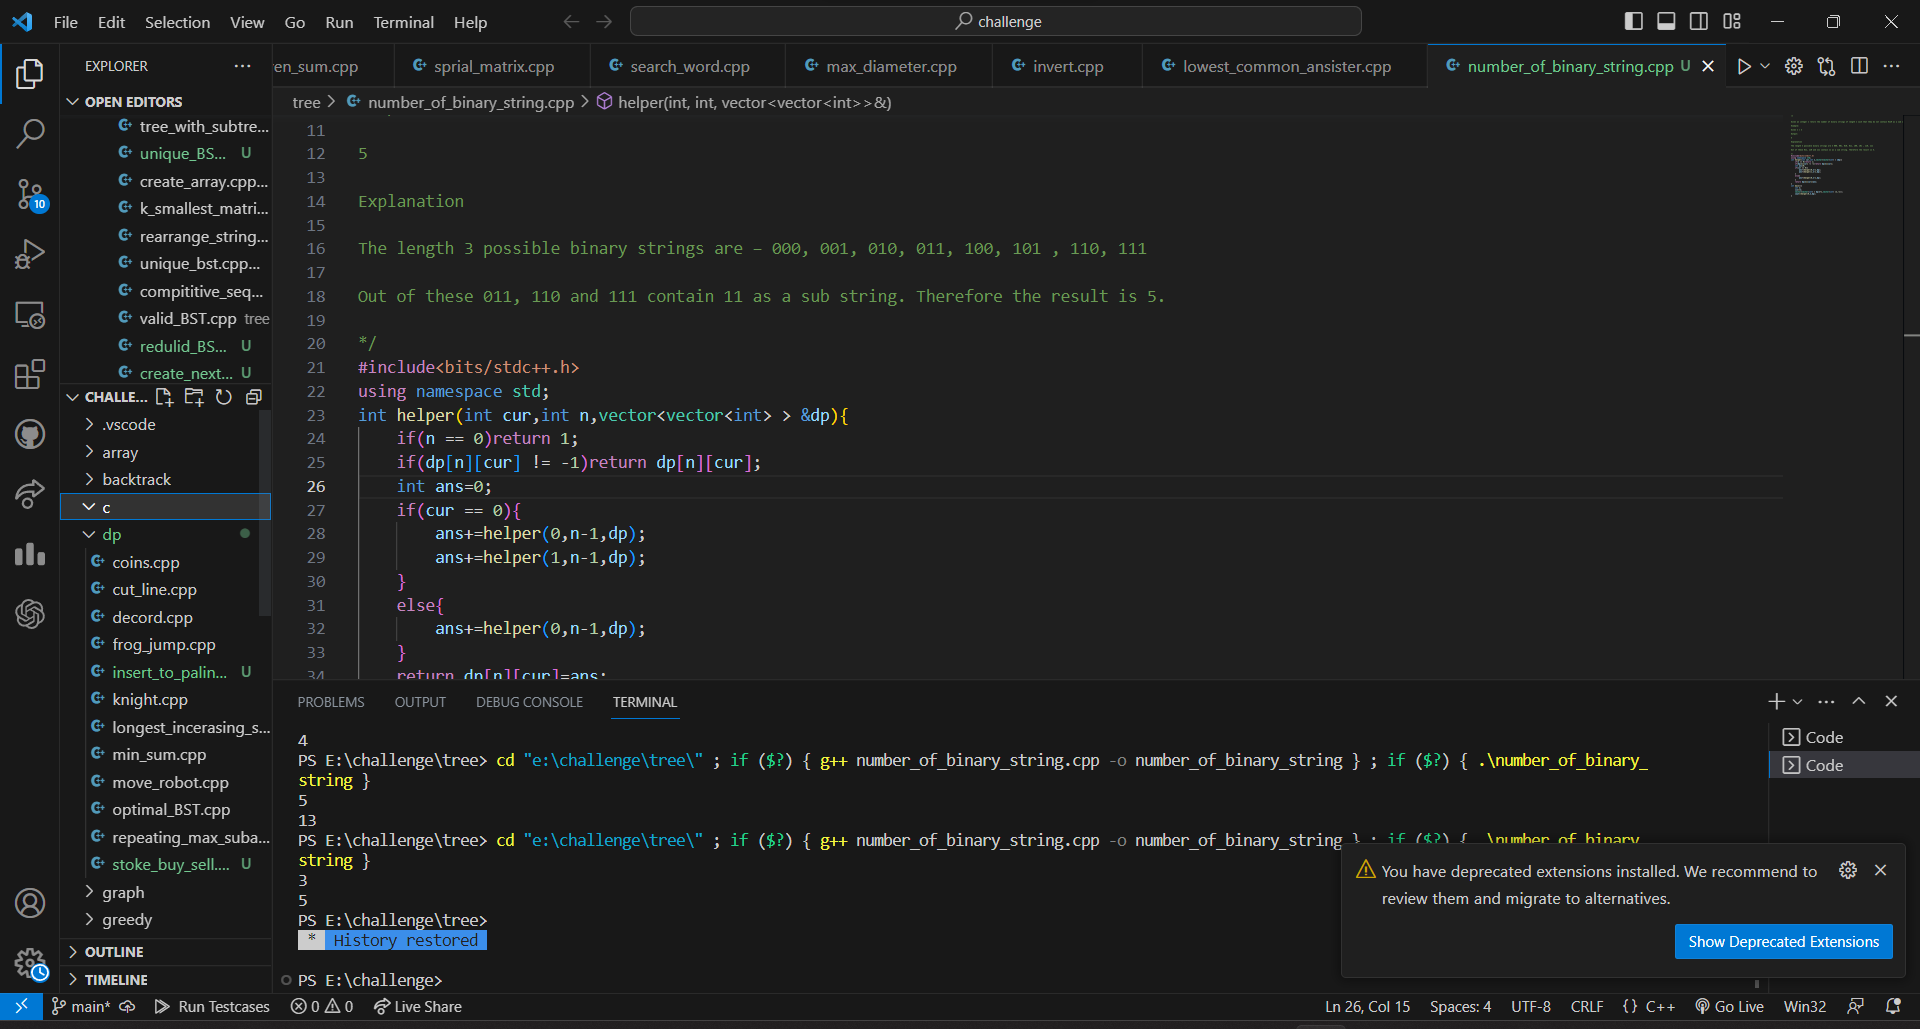 File Edit Selection View Go Run Terminal Help
challenge
EXPLORER
en_sum.cpp
sprial_matrix.cpp
search_word.cpp
max_diameter.cpp
invert.cpp
lowest_common_ansister.cpp
number_of_binary_string.cpp U
tree > number_of_binary_string.cpp > helper(int, int, vector<vector<int>>&)
OPEN EDITORS
tree_with_subtre...
unique_BS... U
create_array.cpp...
k_smallest_matri...
rearrange_string...
unique_bst.cpp...
compititive_seq...
valid_BST.cpp tree
redulid_BS... U
create_next... U
CHALLE...
.vscode
array
backtrack
c
dp
coins.cpp
cut_line.cpp
decord.cpp
frog_jump.cpp
insert_to_palin... U
knight.cpp
longest_incerasing_s...
min_sum.cpp
move_robot.cpp
optimal_BST.cpp
repeating_max_suba...
stoke_buy_sell.... U
graph
greedy
OUTLINE
TIMELINE
10
11
12 5
13
14 Explanation
15
16 The length 3 possible binary strings are – 000, 001, 010, 011, 100, 101 , 110, 111
17
18 Out of these 011, 110 and 111 contain 11 as a sub string. Therefore the result is 5.
19
20 */
21 #include<bits/stdc++.h>
22 using namespace std;
23 int helper(int cur,int n,vector<vector<int> > &dp){
24 if(n == 0)return 1;
25 if(dp[n][cur] != -1)return dp[n][cur];
26 int ans=0;
27 if(cur == 0){
28 ans+=helper(0,n-1,dp);
29 ans+=helper(1,n-1,dp);
30 }
31 else{
32 ans+=helper(0,n-1,dp);
33 }
34 return dp[n][cur]=ans;
PROBLEMS OUTPUT DEBUG CONSOLE TERMINAL
4
PS E:\challenge\tree> cd "e:\challenge\tree\" ; if ($?) { g++ number_of_binary_string.cpp -o number_of_binary_string } ; if ($?) { .\number_of_binary_
string }
5
13
PS E:\challenge\tree> cd "e:\challenge\tree\" ; if ($?) { g++ number_of_binary_string.cpp -o number_of_binary_string } ; if ($?) { .\number_of_binary_
string }
3
5
PS E:\challenge\tree>
* History restored
PS E:\challenge>
Code
Code
You have deprecated extensions installed. We recommend to
review them and migrate to alternatives.
Show Deprecated Extensions
main* Run Testcases 0 0 Live Share
Ln 26, Col 15 Spaces: 4 UTF-8 CRLF {} C++ Go Live Win32